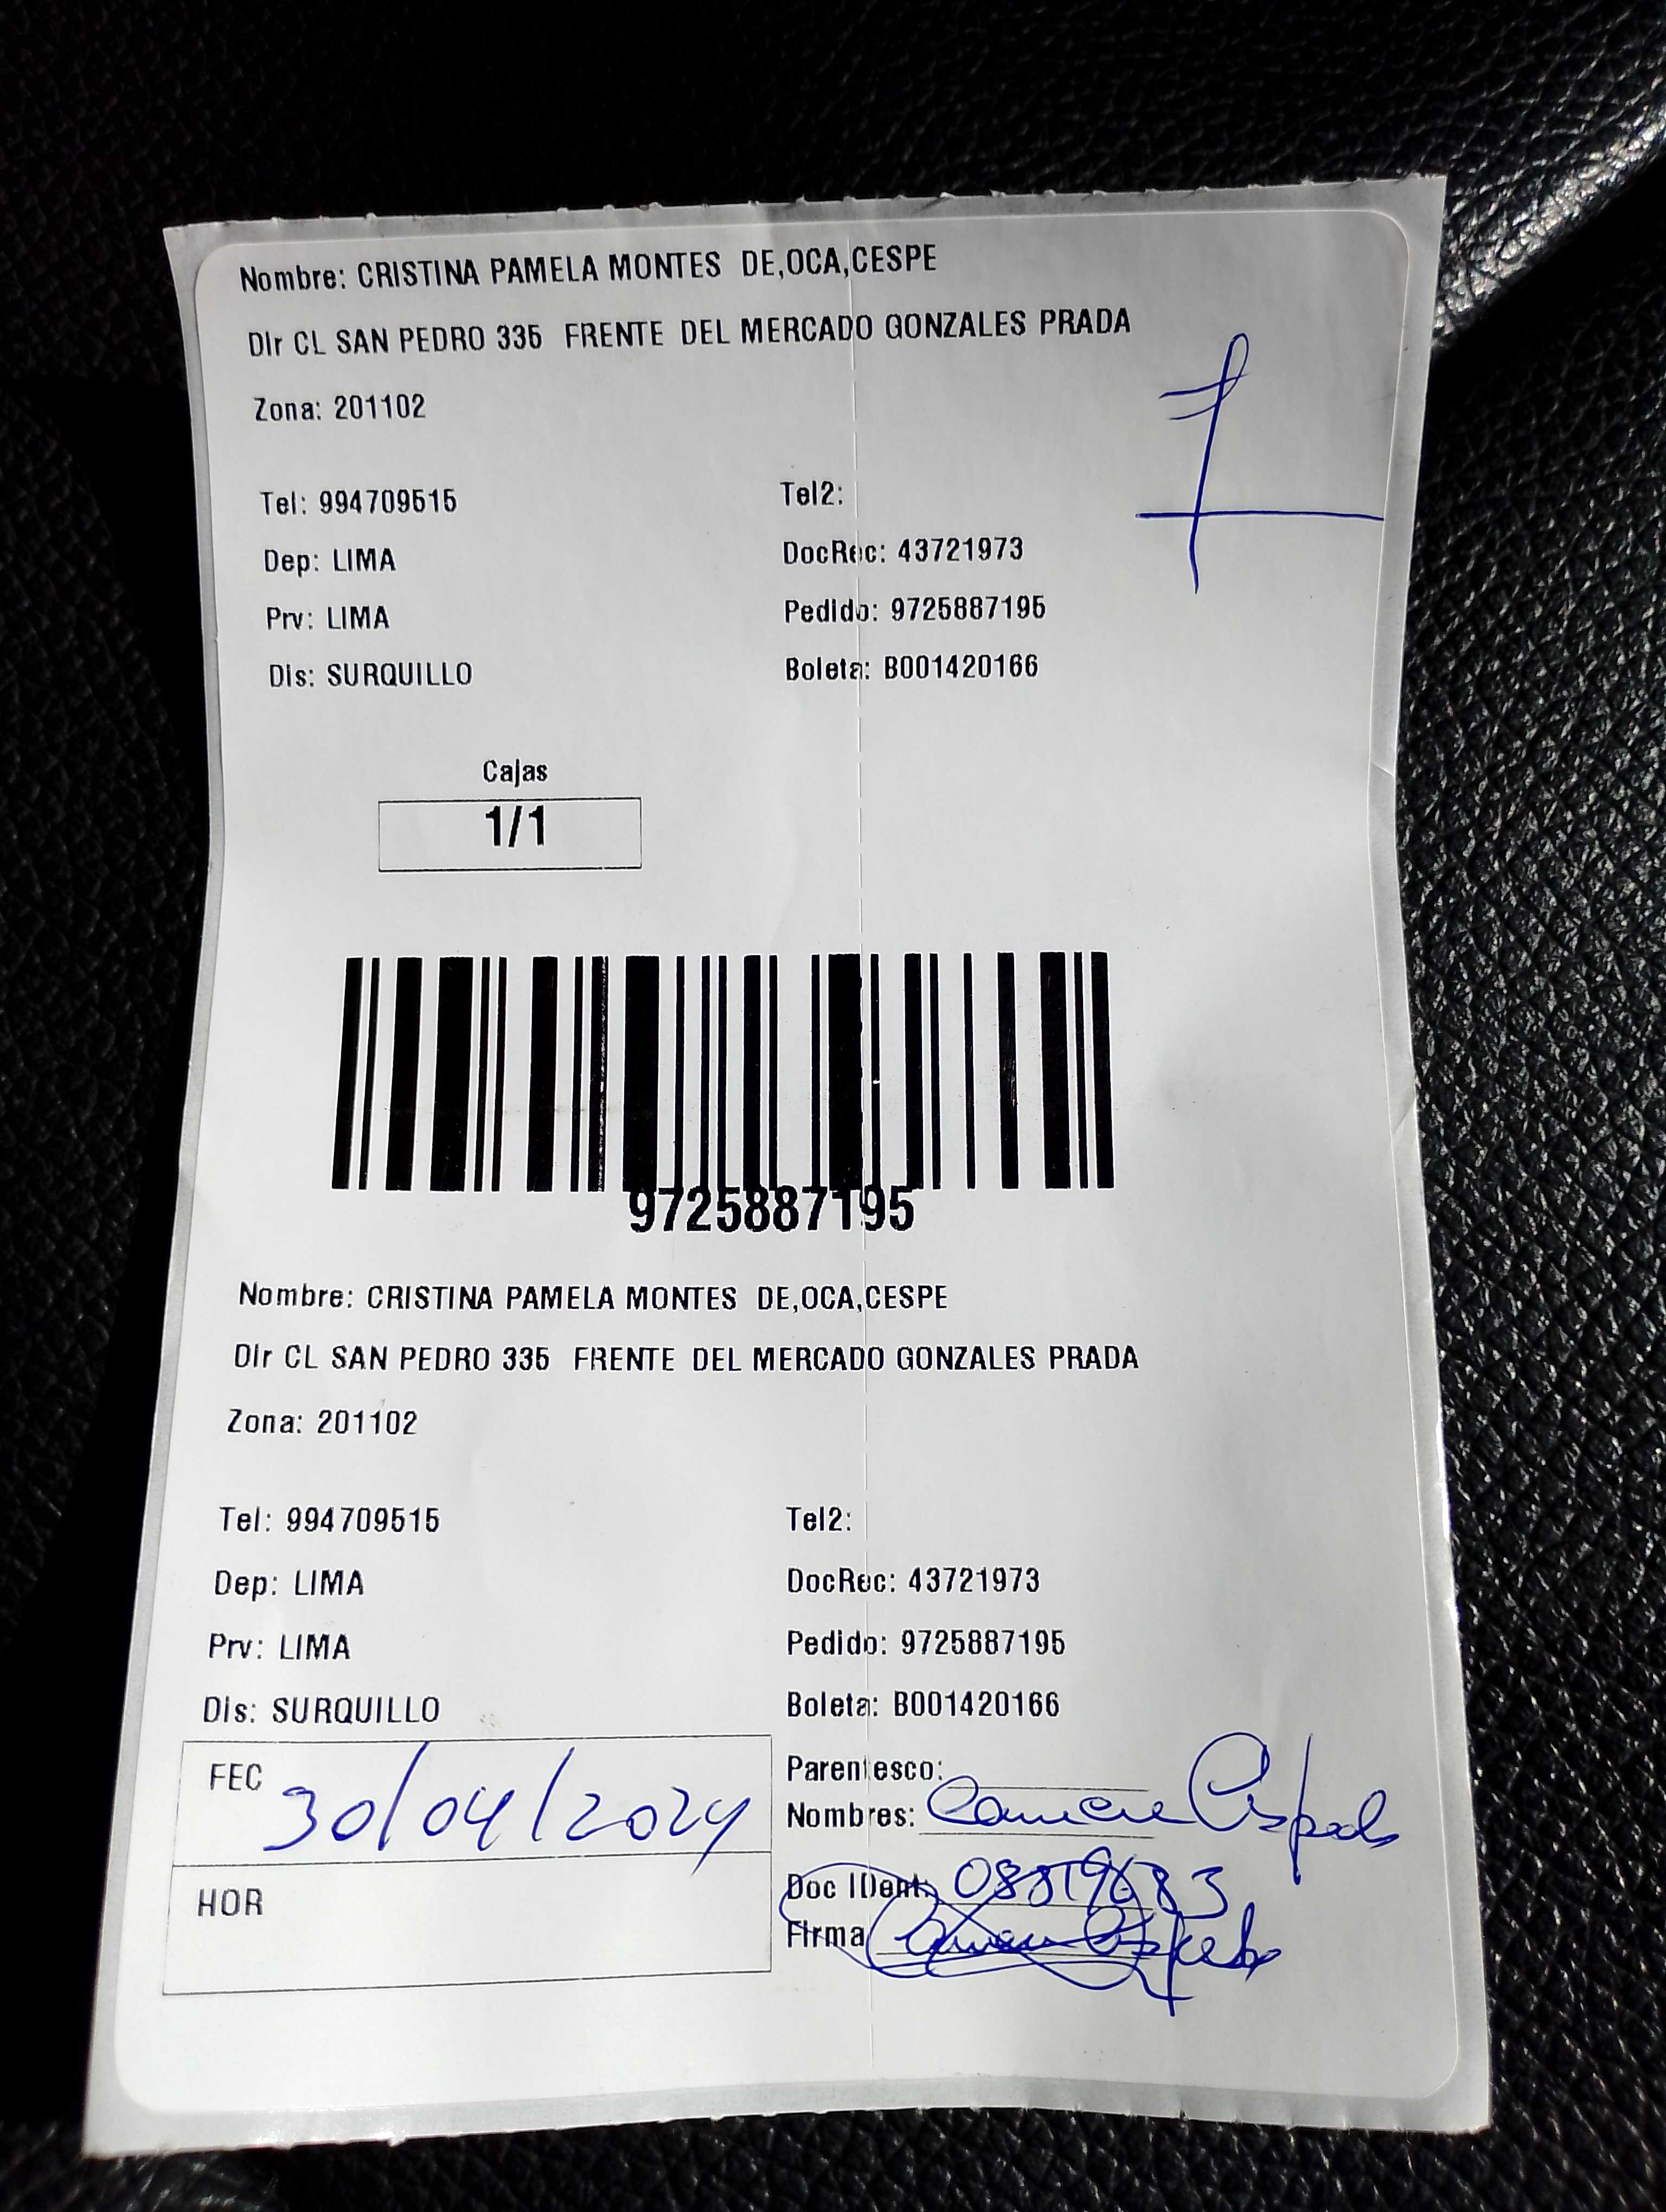 Nombre: CRISTINA PAMELA MONTES DE,OCA,CESPE
Dir CL SAN PEDRO 335 FRENTE DEL MERCADO GONZALES PRADA
Zona: 201102
Tel: 994709515 Tel2:
Dep: LIMA DocRec: 43721973
Prv: LIMA Pedido: 9725887195
Dis: SURQUILLO Boleta: B001420166
Cajas
1/1
9725887195
Nombre: CRISTINA PAMELA MONTES DE,OCA,CESPE
Dir CL SAN PEDRO 335 FRENTE DEL MERCADO GONZALES PRADA
Zona: 201102
Tel: 994709515 Tel2:
Dep: LIMA DocRec: 43721973
Prv: LIMA Pedido: 9725887195
Dis: SURQUILLO Boleta: B001420166
FEC 30/04/2024
HOR
Parentesco:
Nombres:
Doc IDent:
Firma